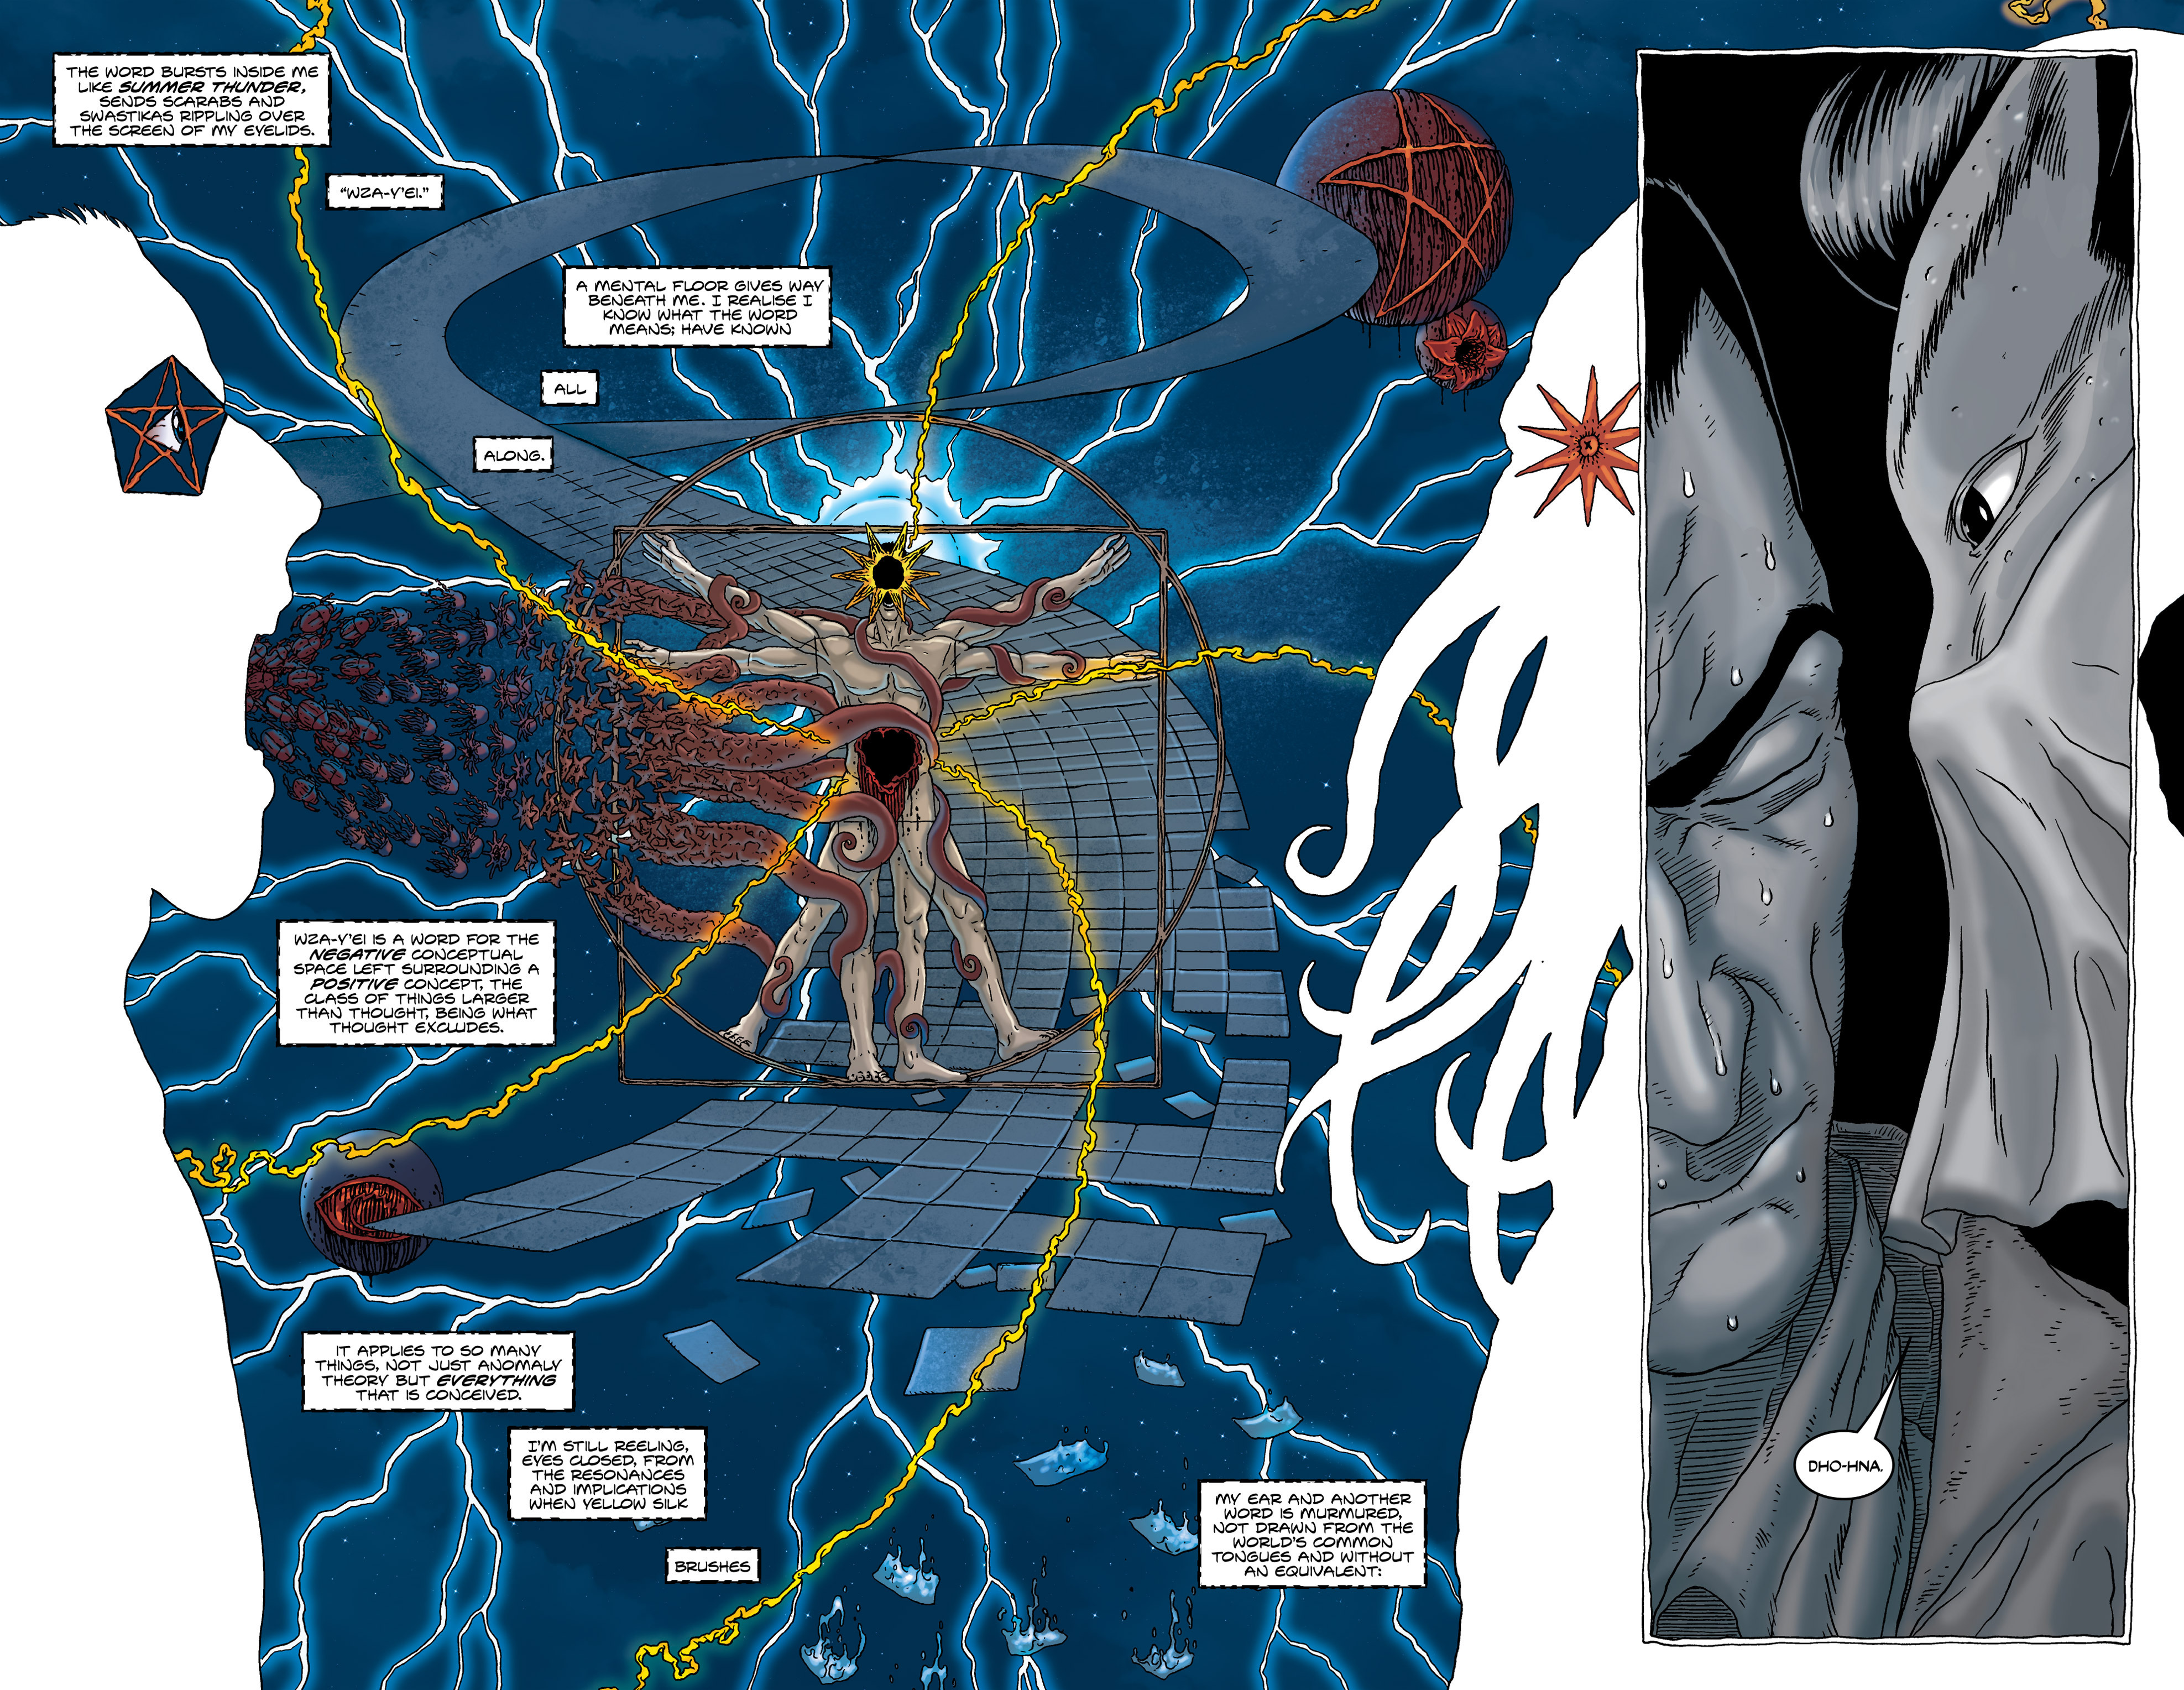 THE WORD BURSTS INSIDE ME
LIKE SUMMER THUNDER,
SENDS SCARABS AND
SWASTIKAS RIPPLING OVER
THE SCREEN OF MY EYELIDS.
"WZA-Y'EI."
A MENTAL FLOOR GIVES WAY
BENEATH ME. I REALISE I
KNOW WHAT THE WORD
MEANS; HAVE KNOWN
ALL
ALONG.
WZA-Y'EI IS A WORD FOR THE
NEGATIVE CONCEPTUAL
SPACE LEFT SURROUNDING A
POSITIVE CONCEPT, THE
CLASS OF THINGS LARGER
THAN THOUGHT, BEING WHAT
THOUGHT EXCLUDES.
IT APPLIES TO SO MANY
THINGS, NOT JUST ANOMALY
THEORY BUT EVERYTHING
THAT IS CONCEIVED.
I'M STILL REELING,
EYES CLOSED, FROM
THE RESONANCES
AND IMPLICATIONS
WHEN YELLOW SILK
BRUSHES
MY EAR AND ANOTHER
WORD IS MURMURED,
NOT DRAWN FROM THE
WORLD'S COMMON
TONGUES AND WITHOUT
AN EQUIVALENT:
DHO-HNA.